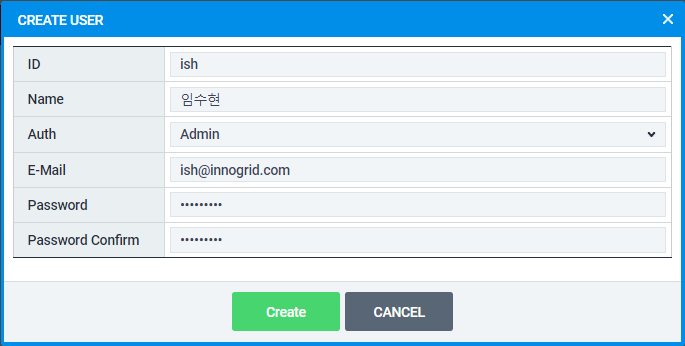 CREATE USER
ID ish
Name 임수현
Auth Admin
E-Mail ish@innogrid.com
Password •••••••••
Password Confirm •••••••••
Create CANCEL